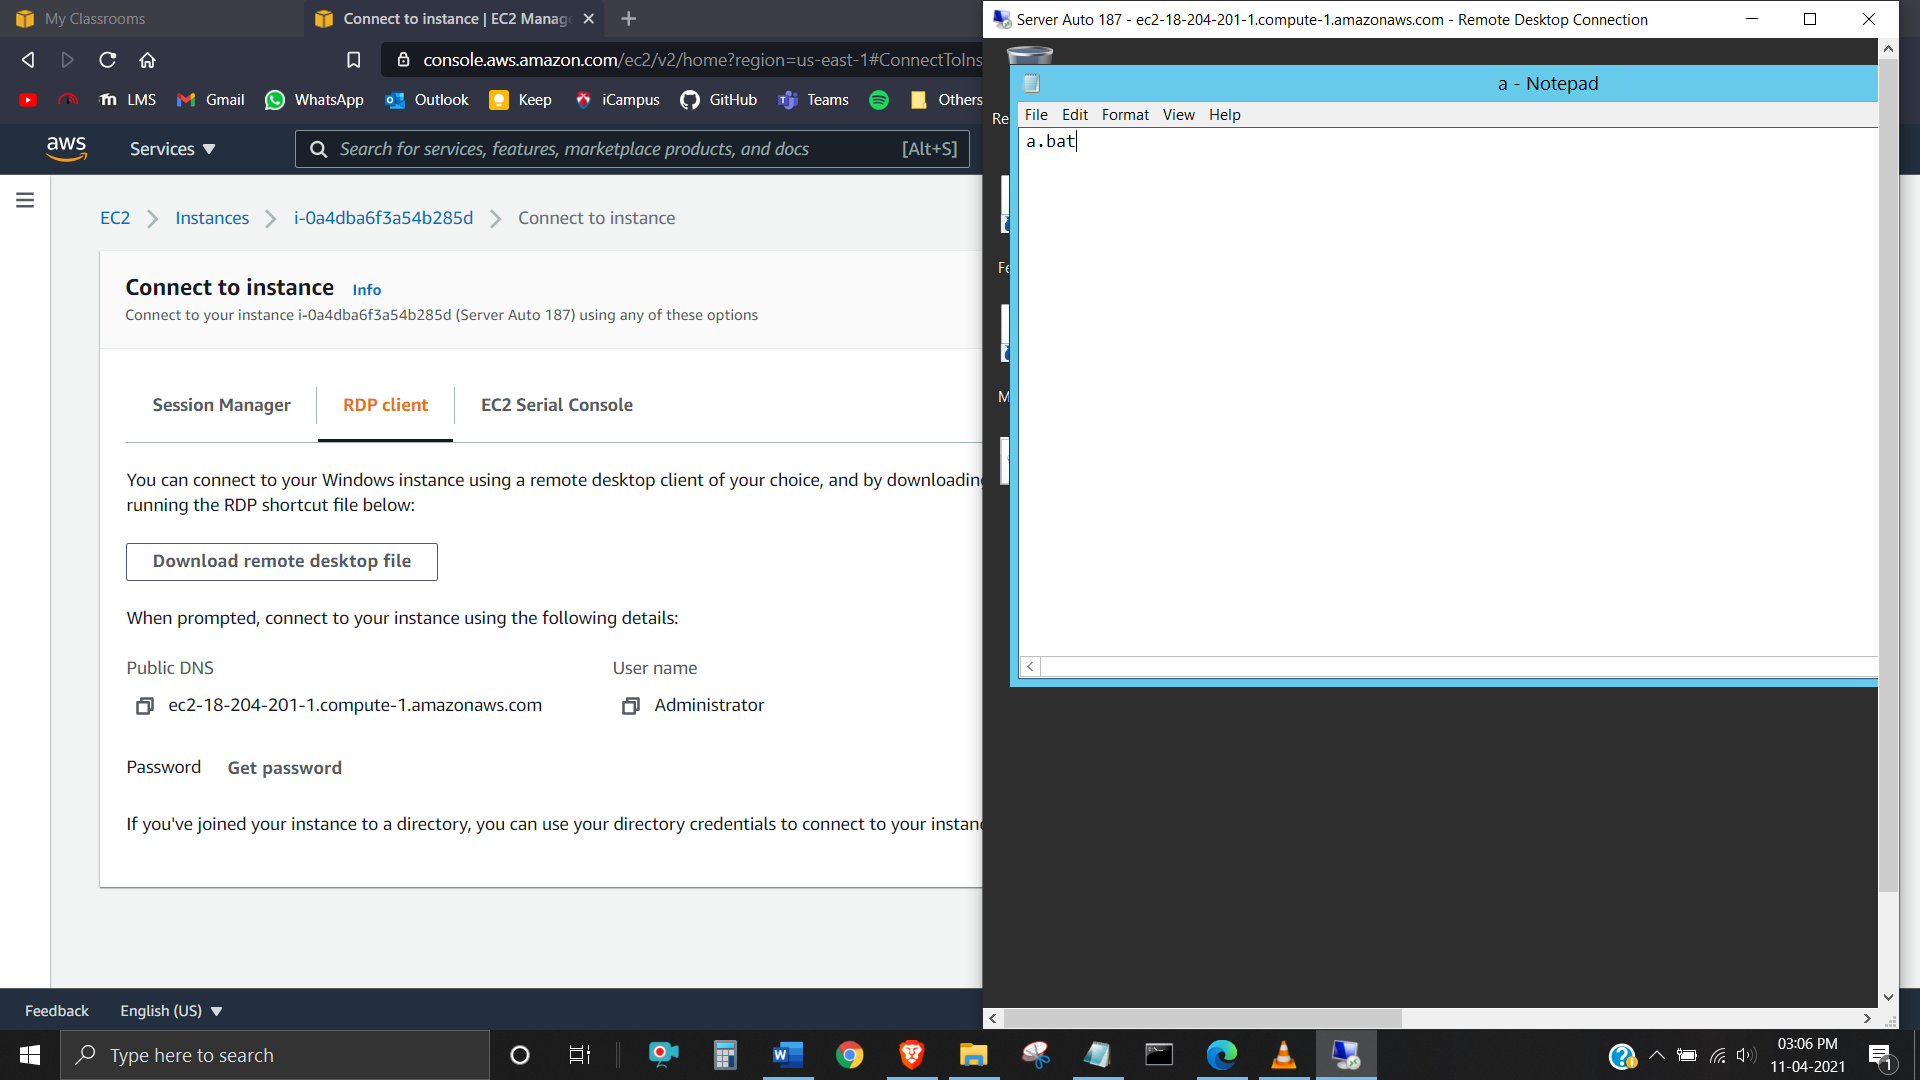 My Classrooms
Connect to instance | EC2 Manag
console.aws.amazon.com/ec2/v2/home?region=us-east-1#ConnectToIns
LMS
Gmail
WhatsApp
Outlook
Keep
iCampus
GitHub
Teams
Others
aws
Services
Search for services, features, marketplace products, and docs
[Alt+S]
EC2
Instances
i-0a4dba6f3a54b285d
Connect to instance
Connect to instance
Info
Connect to your instance i-0a4dba6f3a54b285d (Server Auto 187) using any of these options
Session Manager
RDP client
EC2 Serial Console
You can connect to your Windows instance using a remote desktop client of your choice, and by downloading
running the RDP shortcut file below:
Download remote desktop file
When prompted, connect to your instance using the following details:
Public DNS
User name
ec2-18-204-201-1.compute-1.amazonaws.com
Administrator
Password
Get password
If you've joined your instance to a directory, you can use your directory credentials to connect to your instan
Feedback
English (US)
Server Auto 187 - ec2-18-204-201-1.compute-1.amazonaws.com - Remote Desktop Connection
Re
Fe
M
a - Notepad
File
Edit
Format
View
Help
a.bat
Type here to search
03:06 PM
11-04-2021
1